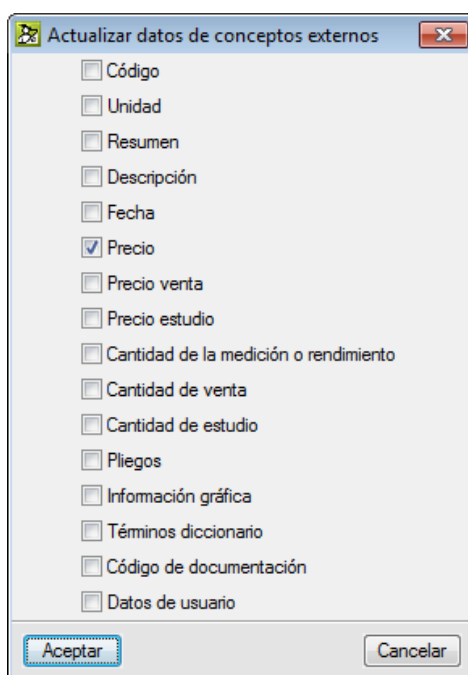 Actualizar datos de conceptos externos
Código
Unidad
Resumen
Descripción
Fecha
Precio
Precio venta
Precio estudio
Cantidad de la medición o rendimiento
Cantidad de venta
Cantidad de estudio
Pliegos
Información gráfica
Términos diccionario
Código de documentación
Datos de usuario
Aceptar Cancelar